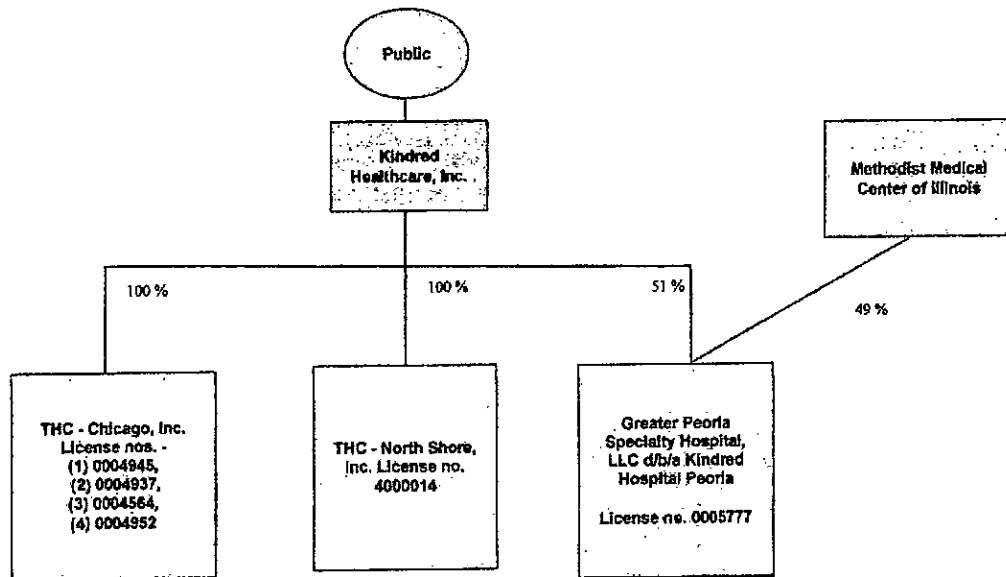 Public
Kindred
Healthcare, Inc.
Methodist Medical
Center of Illinois
100 %
100 %
51 %
49 %
THC - Chicago, Inc.
License nos. -
(1) 0004945,
(2) 0004937,
(3) 0004564,
(4) 0004952
THC - North Shore,
Inc. License no.
4000014
Greater Peoria
Specialty Hospital,
LLC d/b/a Kindred
Hospital Peoria
License no. 0005777